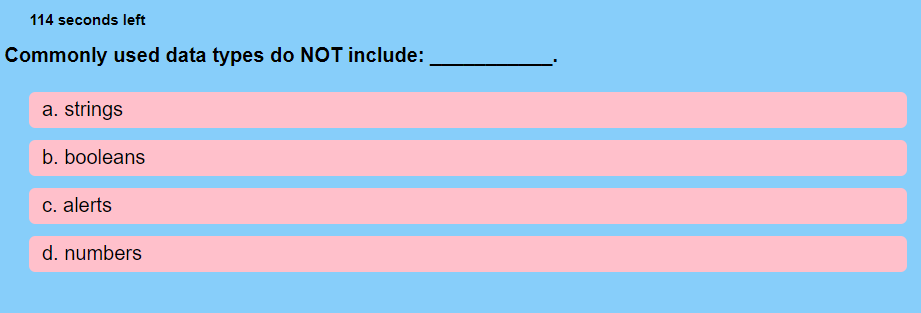 114 seconds left
Commonly used data types do NOT include: ___________.
a. strings
b. booleans
c. alerts
d. numbers